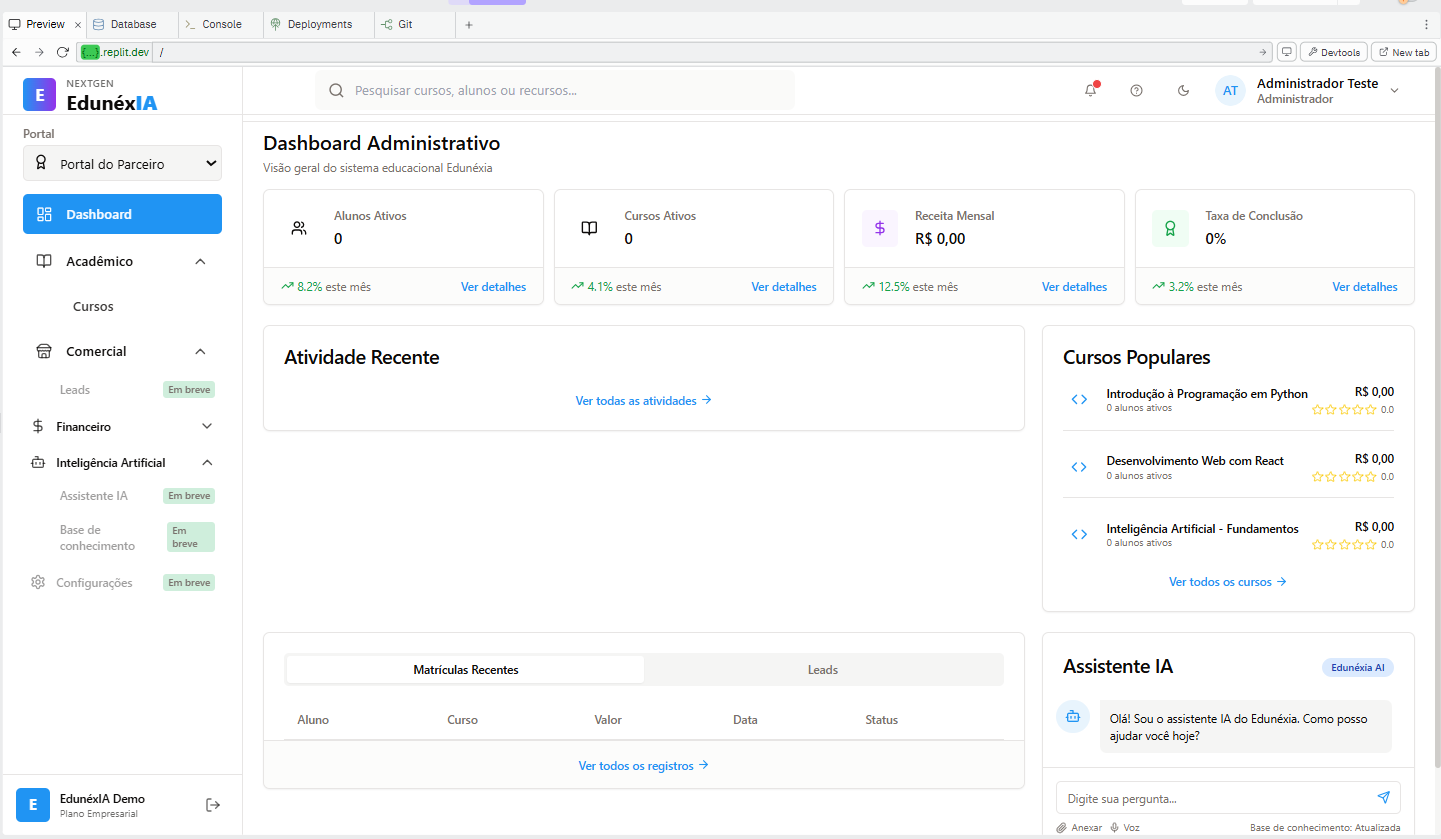 Preview
Database
Console
Deployments
Git
{...}.replit.dev
/
Devtools
New tab
E
NEXTGEN
EdunéxIA
Pesquisar cursos, alunos ou recursos...
AT
Administrador Teste
Administrador
Portal
Portal do Parceiro
Dashboard
Acadêmico
Cursos
Comercial
Leads
Em breve
Financeiro
Inteligência Artificial
Assistente IA
Em breve
Base de
conhecimento
Em
breve
Configurações
Em breve
E
EdunéxIA Demo
Plano Empresarial
Dashboard Administrativo
Visão geral do sistema educacional Edunéxia
Alunos Ativos
0
8.2% este mês
Ver detalhes
Cursos Ativos
0
4.1% este mês
Ver detalhes
$
Receita Mensal
R$ 0,00
12.5% este mês
Ver detalhes
Taxa de Conclusão
0%
3.2% este mês
Ver detalhes
Atividade Recente
Ver todas as atividades
Cursos Populares
Introdução à Programação em Python
0 alunos ativos
R$ 0,00
0.0
Desenvolvimento Web com React
0 alunos ativos
R$ 0,00
0.0
Inteligência Artificial - Fundamentos
0 alunos ativos
R$ 0,00
0.0
Ver todos os cursos
Matrículas Recentes
Leads
Aluno Curso Valor Data Status
Ver todos os registros
Assistente IA
Edunéxia AI
Olá! Sou o assistente IA do Edunéxia. Como posso
ajudar você hoje?
Digite sua pergunta...
Anexar
Voz
Base de conhecimento: Atualizada